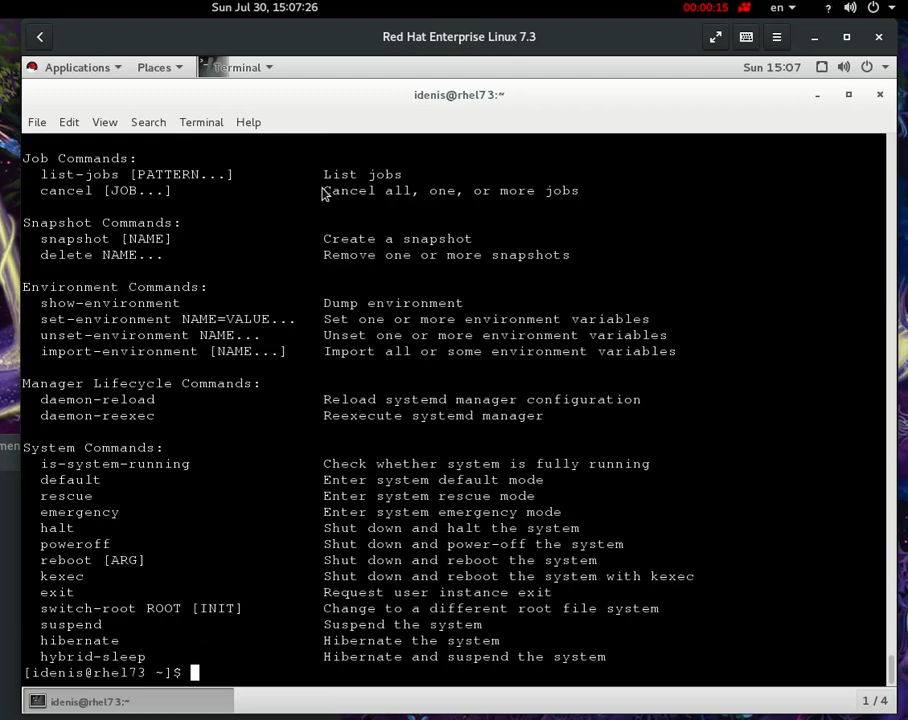 Sun Jul 30, 15:07:26
00:00:15
en
?
Red Hat Enterprise Linux 7.3
Applications
Places
Terminal
Sun 15:07
idenis@rhel73:~
File Edit View Search Terminal Help
Job Commands:
list-jobs [PATTERN...] List jobs
cancel [JOB...] Cancel all, one, or more jobs
Snapshot Commands:
snapshot [NAME] Create a snapshot
delete NAME... Remove one or more snapshots
Environment Commands:
show-environment Dump environment
set-environment NAME=VALUE... Set one or more environment variables
unset-environment NAME... Unset one or more environment variables
import-environment [NAME...] Import all or some environment variables
Manager Lifecycle Commands:
daemon-reload Reload systemd manager configuration
daemon-reexec Reexecute systemd manager
System Commands:
is-system-running Check whether system is fully running
default Enter system default mode
rescue Enter system rescue mode
emergency Enter system emergency mode
halt Shut down and halt the system
poweroff Shut down and power-off the system
reboot [ARG] Shut down and reboot the system
kexec Shut down and reboot the system with kexec
exit Request user instance exit
switch-root ROOT [INIT] Change to a different root file system
suspend Suspend the system
hibernate Hibernate the system
hybrid-sleep Hibernate and suspend the system
[idenis@rhel73 ~]$
idenis@rhel73:~
1 / 4